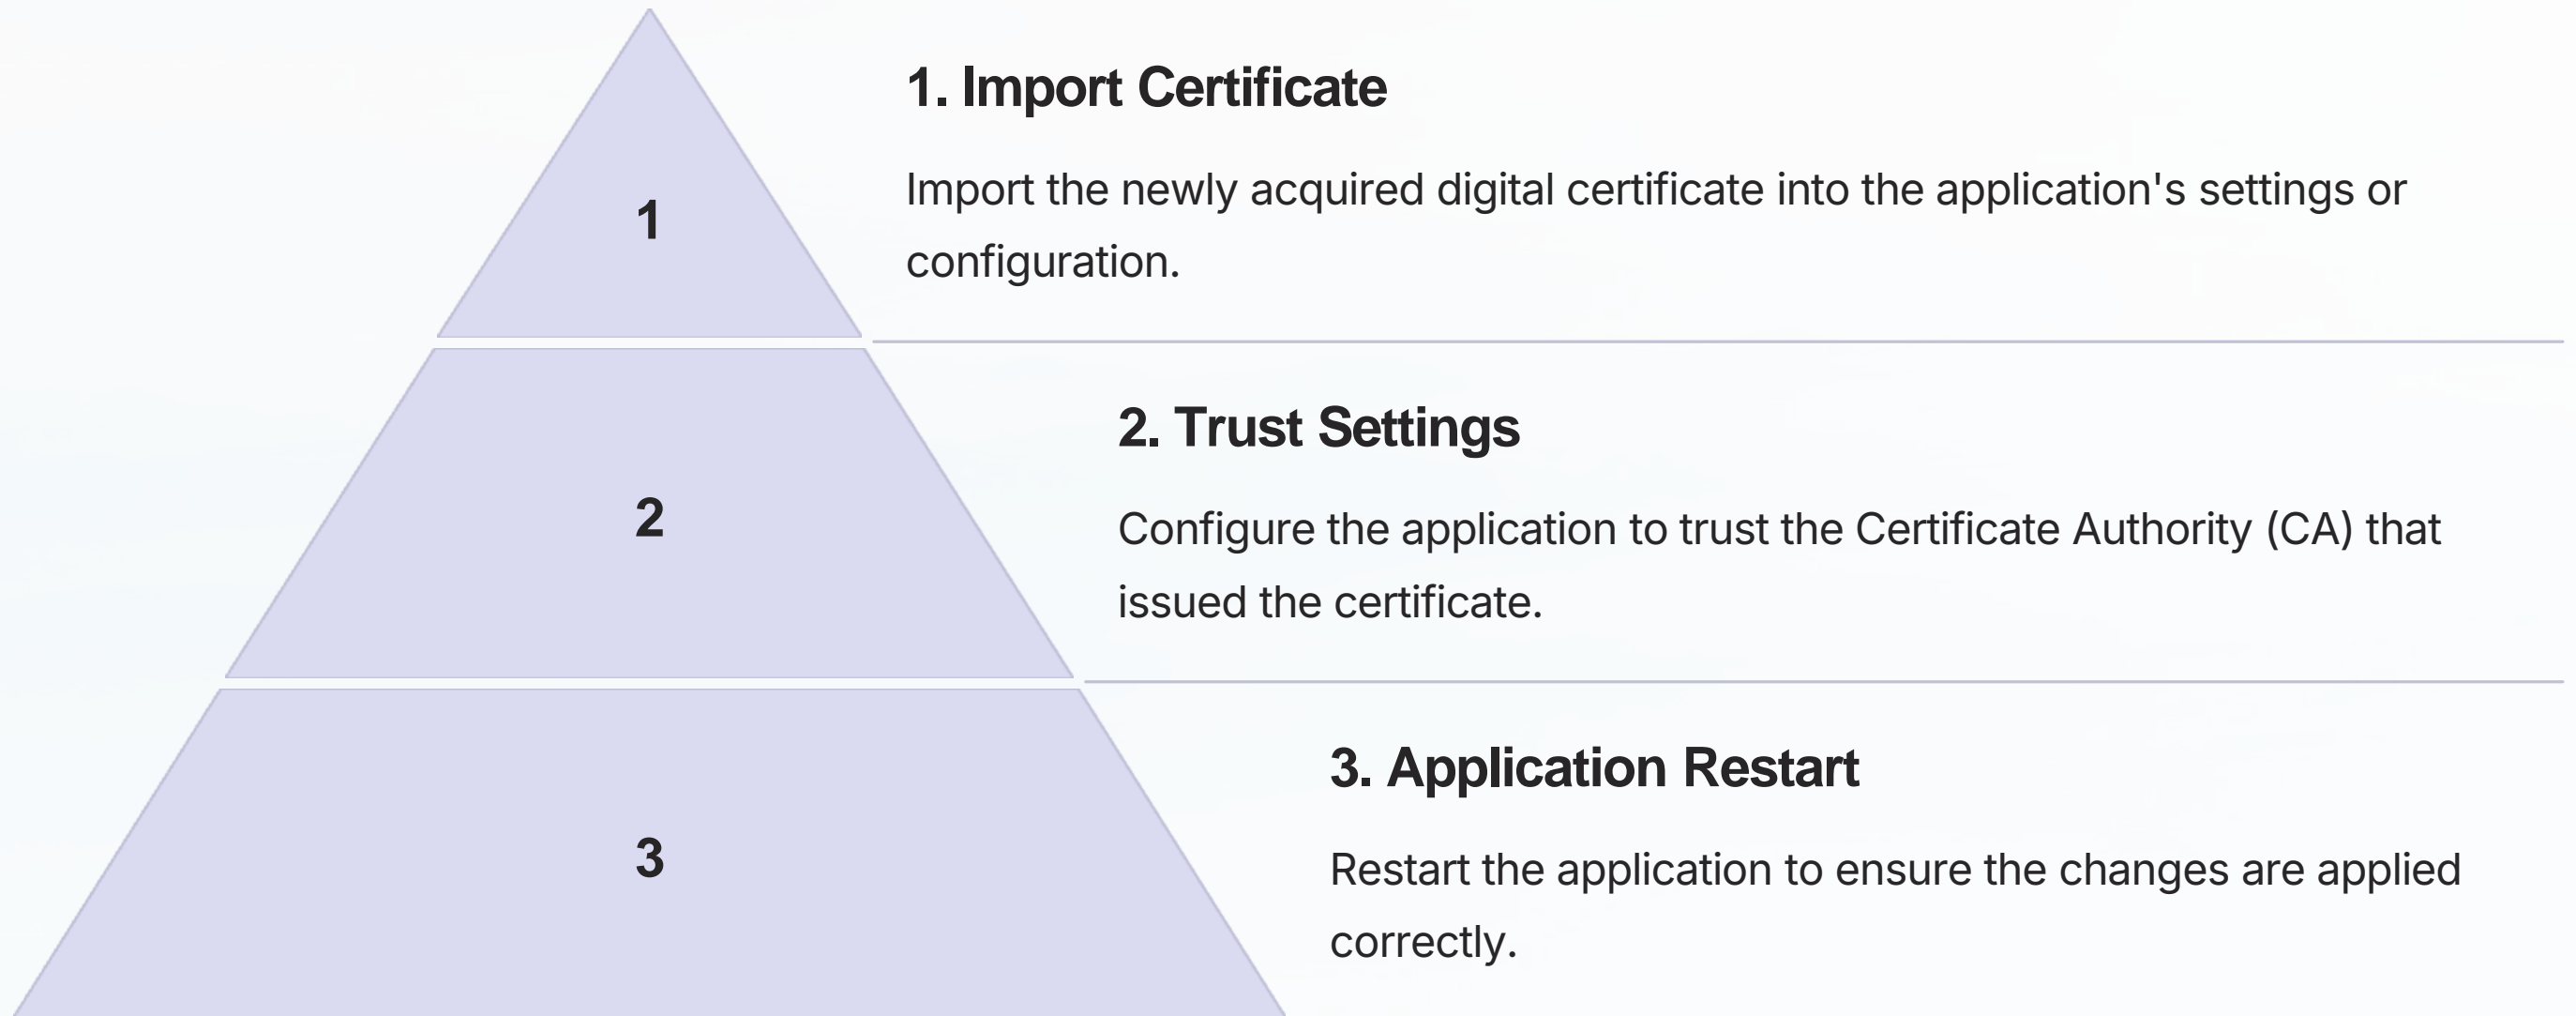 1. Import Certificate
Import the newly acquired digital certificate into the application's settings or
configuration.
1
2. Trust Settings
Configure the application to trust the Certificate Authority (CA) that
issued the certificate.
2
3. Application Restart
Restart the application to ensure the changes are applied
correctly.
3